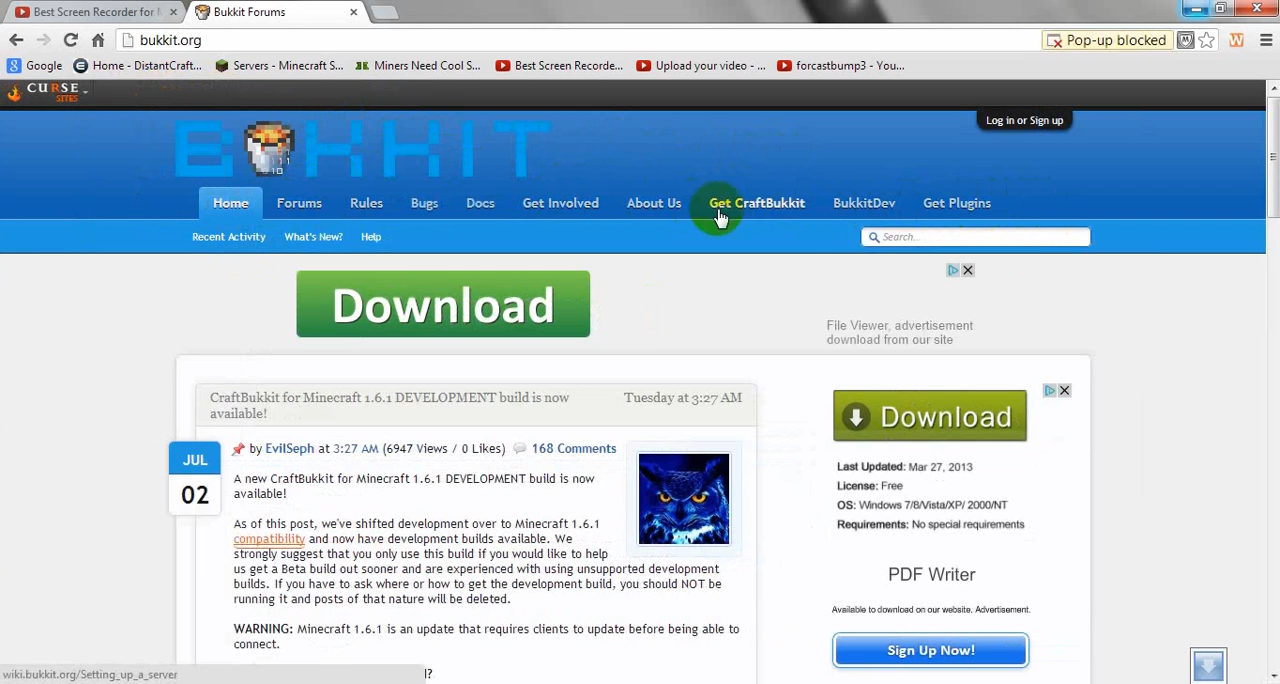 Best Screen Recorder for M
Bukkit Forums
bukkit.org
Pop-up blocked
Google
Home - DistantCraft...
Servers - Minecraft S...
Miners Need Cool S...
Best Screen Recorde...
Upload your video - ...
forcastbump3 - You...
CURSE
SITES
Log in or Sign up
BUKKIT
Home
Forums
Rules
Bugs
Docs
Get Involved
About Us
Get CraftBukkit
BukkitDev
Get Plugins
Recent Activity
What's New?
Help
Search...
Download
File Viewer, advertisement
download from our site
CraftBukkit for Minecraft 1.6.1 DEVELOPMENT build is now
available!
Tuesday at 3:27 AM
JUL
02
by EvilSeph at 3:27 AM (6947 Views / 0 Likes) 168 Comments
A new CraftBukkit for Minecraft 1.6.1 DEVELOPMENT build is now
available!
As of this post, we've shifted development over to Minecraft 1.6.1
compatibility and now have development builds available. We
strongly suggest that you only use this build if you would like to help
us get a Beta build out sooner and are experienced with using unsupported development
builds. If you have to ask where or how to get the development build, you should NOT be
running it and posts of that nature will be deleted.
WARNING: Minecraft 1.6.1 is an update that requires clients to update before being able to
connect.
Download
Last Updated: Mar 27, 2013
License: Free
OS: Windows 7/8/Vista/XP/ 2000/NT
Requirements: No special requirements
PDF Writer
Available to download on our website. Advertisement.
Sign Up Now!
wiki.bukkit.org/Setting_up_a_server